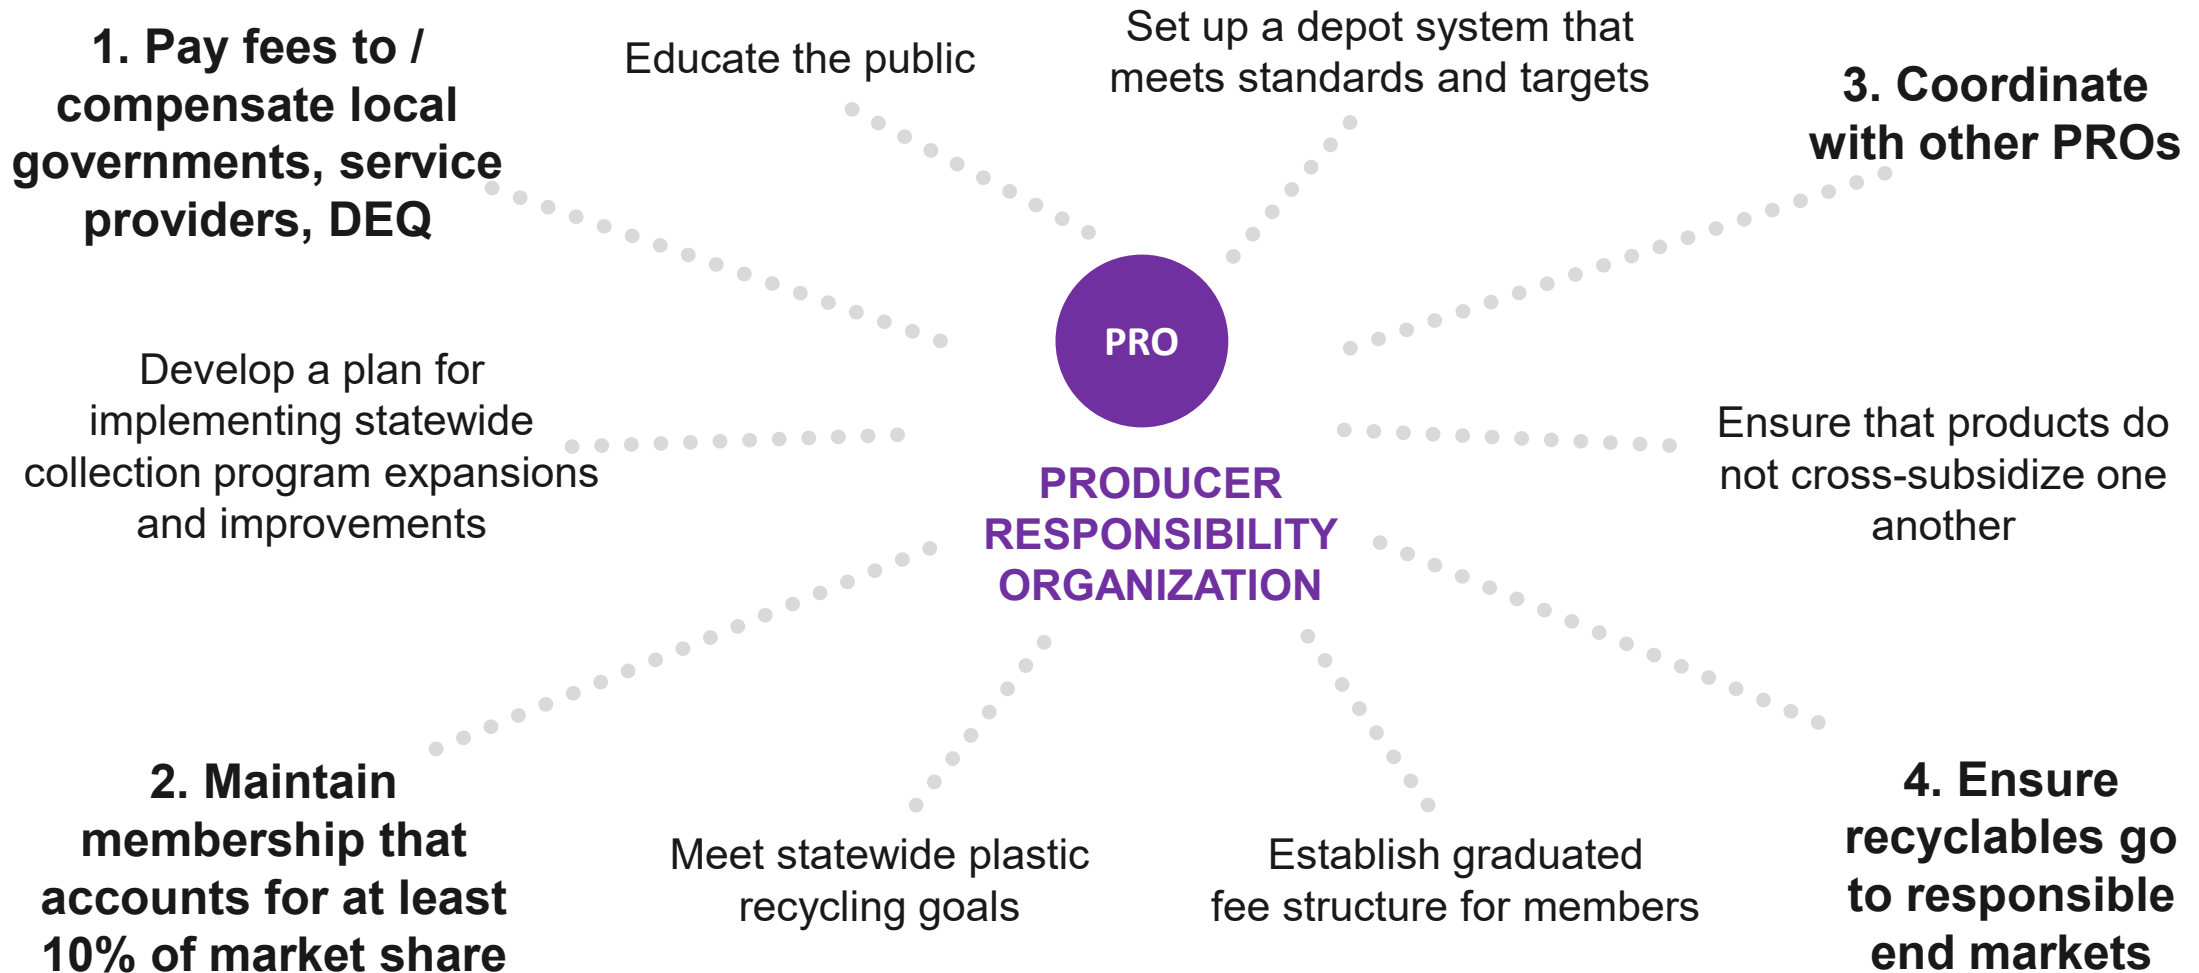 1. Pay fees to /
compensate local
governments, service
providers, DEQ
Educate the public
Set up a depot system that
meets standards and targets
3. Coordinate
with other PROs
PRO
PRODUCER
RESPONSIBILITY
ORGANIZATION
Develop a plan for
implementing statewide
collection program expansions
and improvements
Ensure that products do
not cross-subsidize one
another
2. Maintain
membership that
accounts for at least
10% of market share
Meet statewide plastic
recycling goals
Establish graduated
fee structure for members
4. Ensure
recyclables go
to responsible
end markets